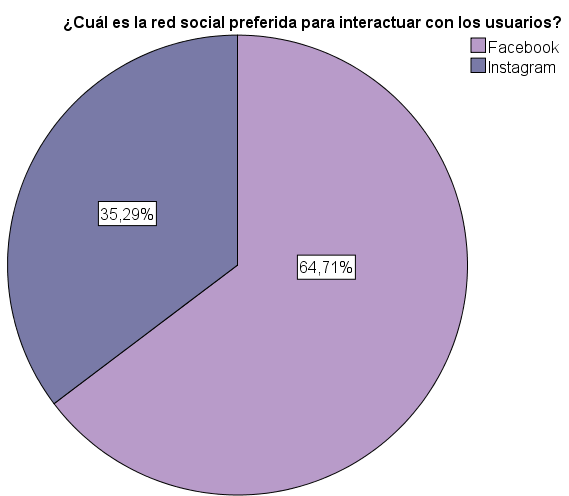 ¿Cuál es la red social preferida para interactuar con los usuarios?
Facebook
Instagram
35,29%
64,71%